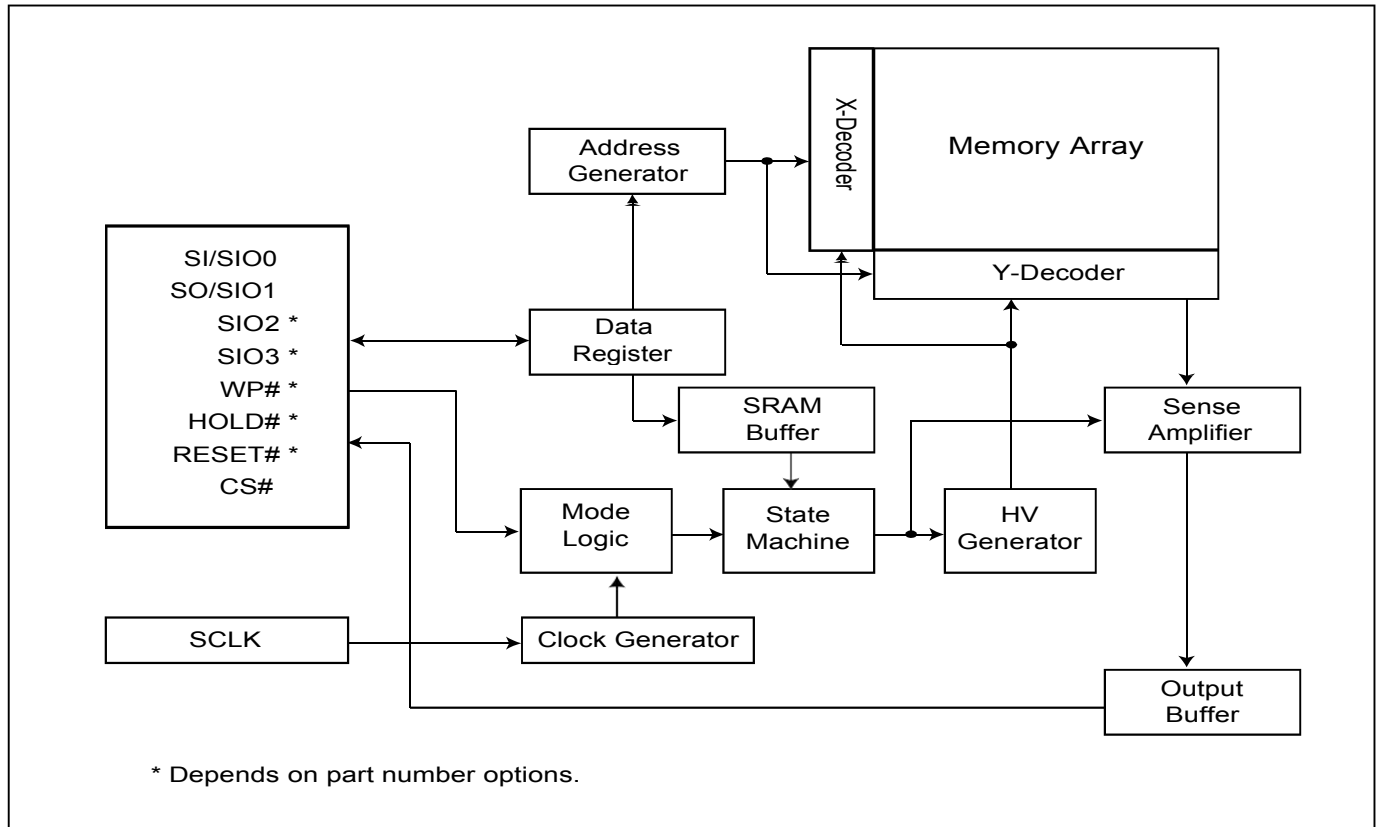 X-Decoder
Memory Array
Address
Generator
Y-Decoder
SI/SIO0
SO/SIO1
SIO2 *
SIO3 *
WP# *
HOLD# *
RESET# *
CS#
Data
Register
SRAM
Buffer
Sense
Amplifier
Mode
Logic
State
Machine
HV
Generator
SCLK
Clock Generator
Output
Buffer
* Depends on part number options.